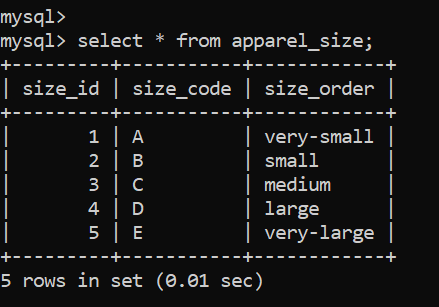 mysql>
mysql> select * from apparel_size;
+---------+-----------+------------+
| size_id | size_code | size_order |
+---------+-----------+------------+
|       1 | A         | very-small |
|       2 | B         | small      |
|       3 | C         | medium     |
|       4 | D         | large      |
|       5 | E         | very-large |
+---------+-----------+------------+
5 rows in set (0.01 sec)